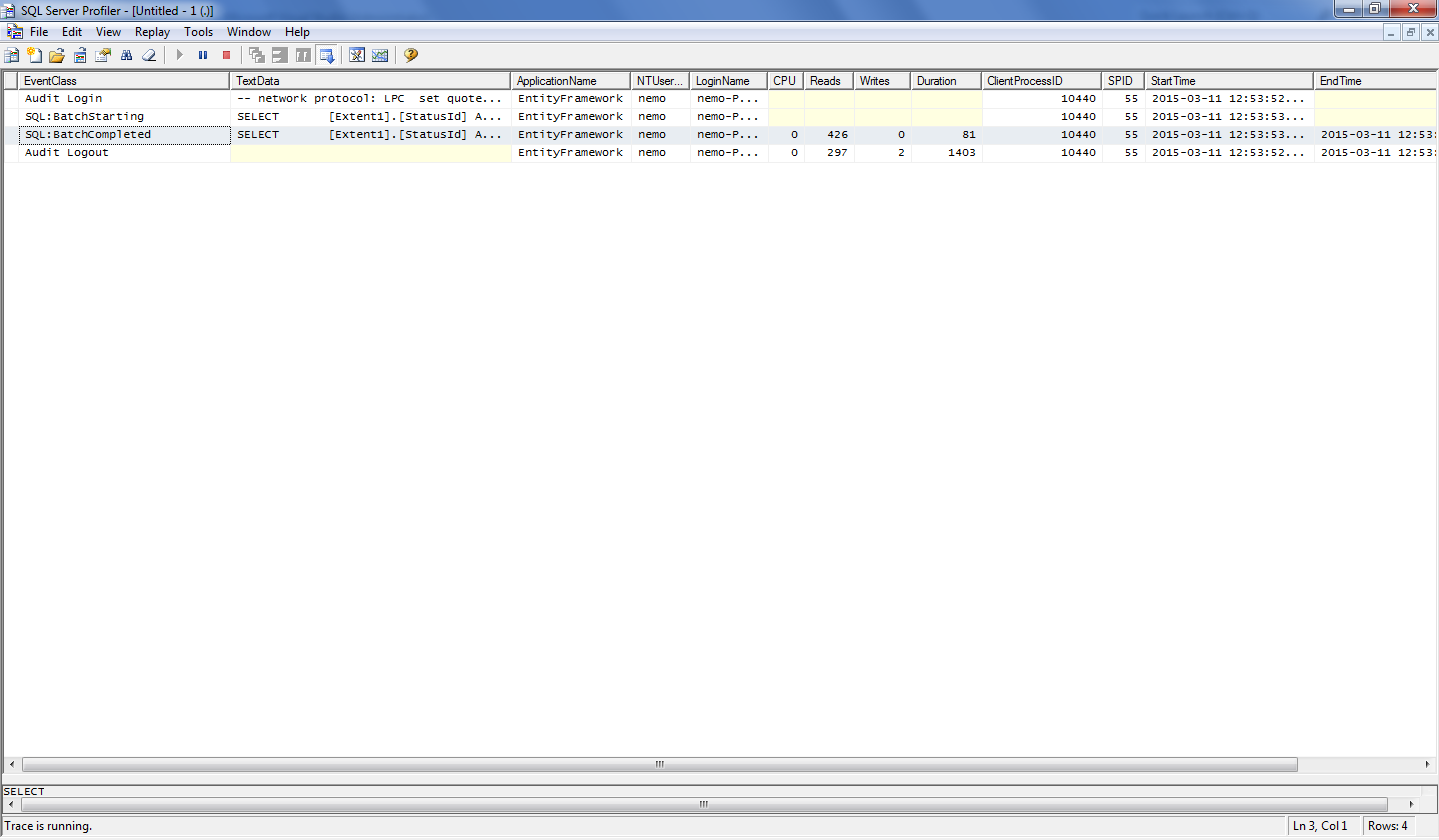 SQL Server Profiler - [Untitled - 1 (.)]
File Edit View Replay Tools Window Help
EventClass TextData ApplicationName NTUser... LoginName CPU Reads Writes Duration ClientProcessID SPID StartTime EndTime
Audit Login -- network protocol: LPC set quote... EntityFramework nemo nemo-P... 10440 55 2015-03-11 12:53:52...
SQL:BatchStarting SELECT [Extent1].[StatusId] A... EntityFramework nemo nemo-P... 10440 55 2015-03-11 12:53:53...
SQL:BatchCompleted SELECT [Extent1].[StatusId] A... EntityFramework nemo nemo-P... 0 426 0 81 10440 55 2015-03-11 12:53:53... 2015-03-11 12:53:
Audit Logout EntityFramework nemo nemo-P... 0 297 2 1403 10440 55 2015-03-11 12:53:52... 2015-03-11 12:53:
SELECT
Trace is running. Ln 3, Col 1 Rows: 4